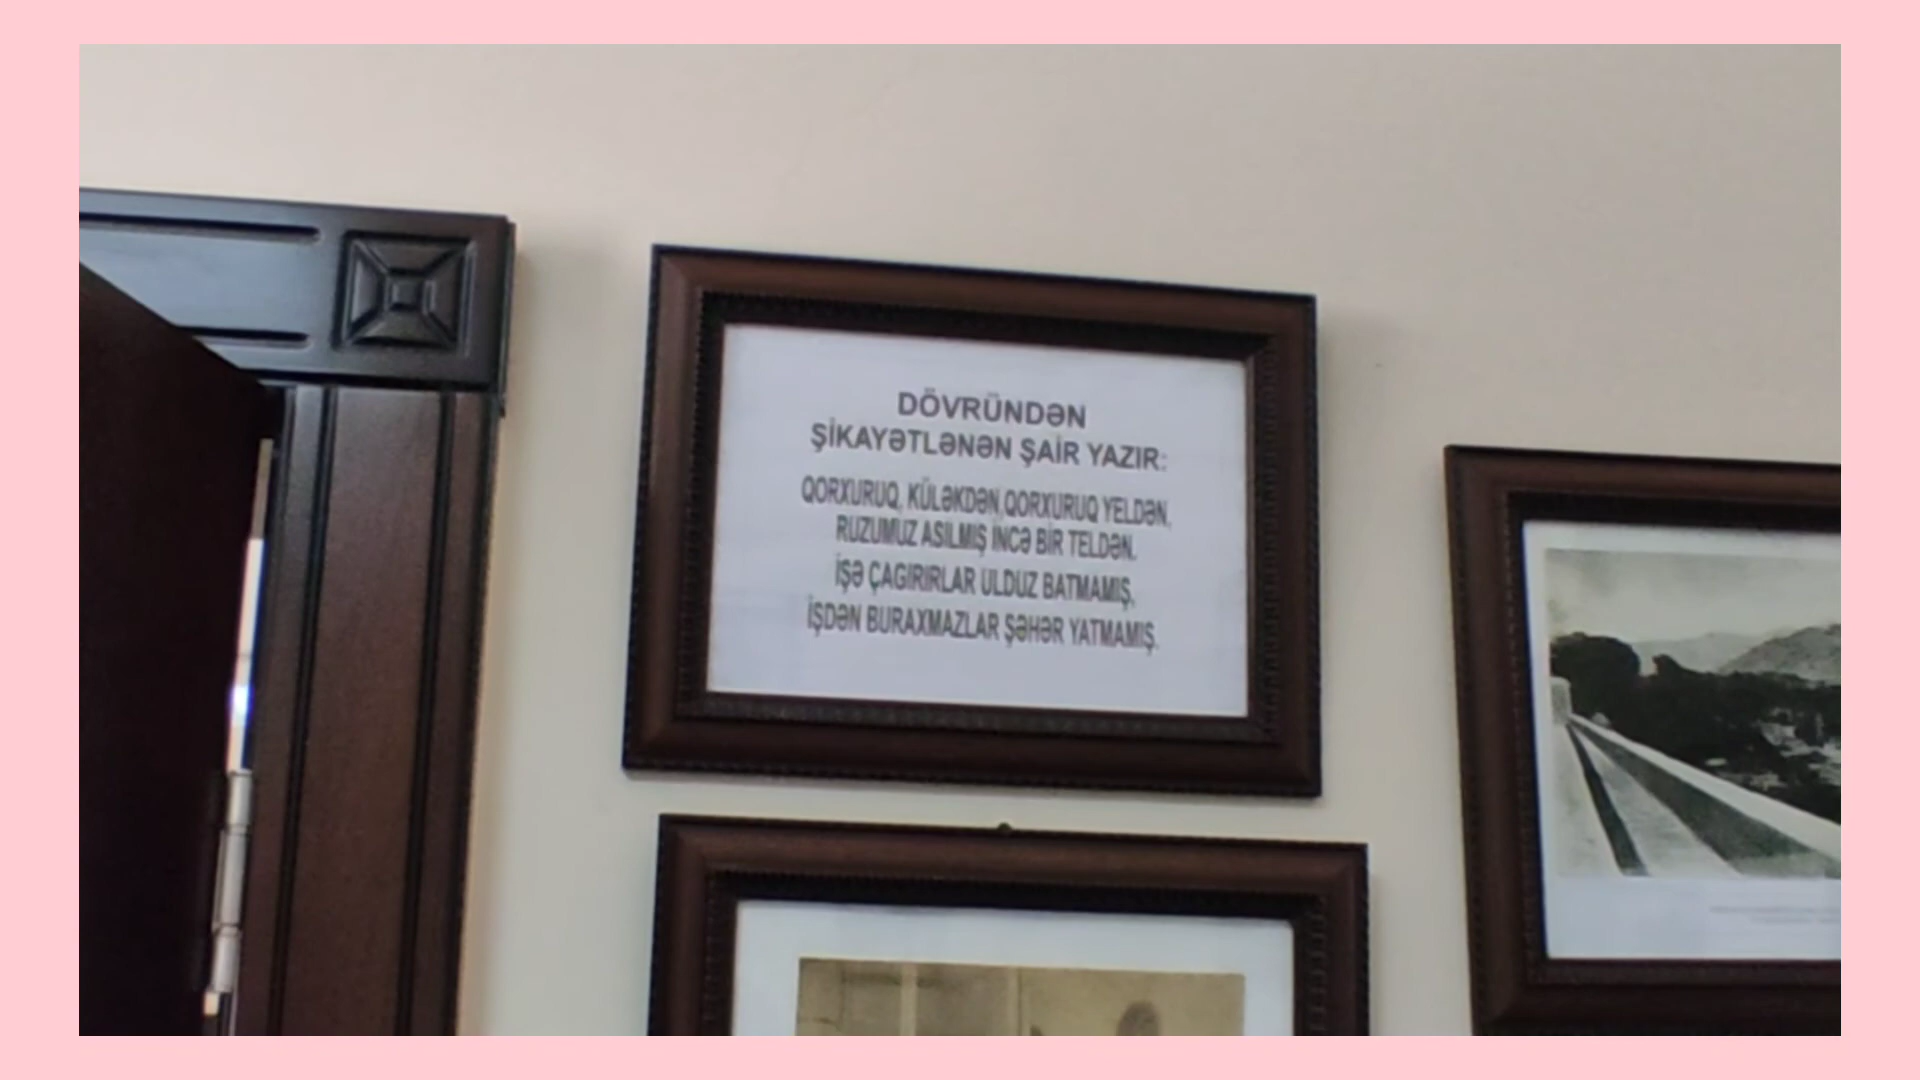 DÖVRÜNDƏN
ŞİKAYƏTLƏNƏN ŞAİR YAZIR:
QORXURUQ, KÜLƏKDƏN,QORXURUQ YELDƏN,
RUZUMUZ ASILMIŞ İNCƏ BİR TELDƏN.
İŞƏ ÇAGIRIRLAR ULDUZ BATMAMIŞ,
İŞDƏN BURAXMAZLAR ŞƏHƏR YATMAMIŞ.